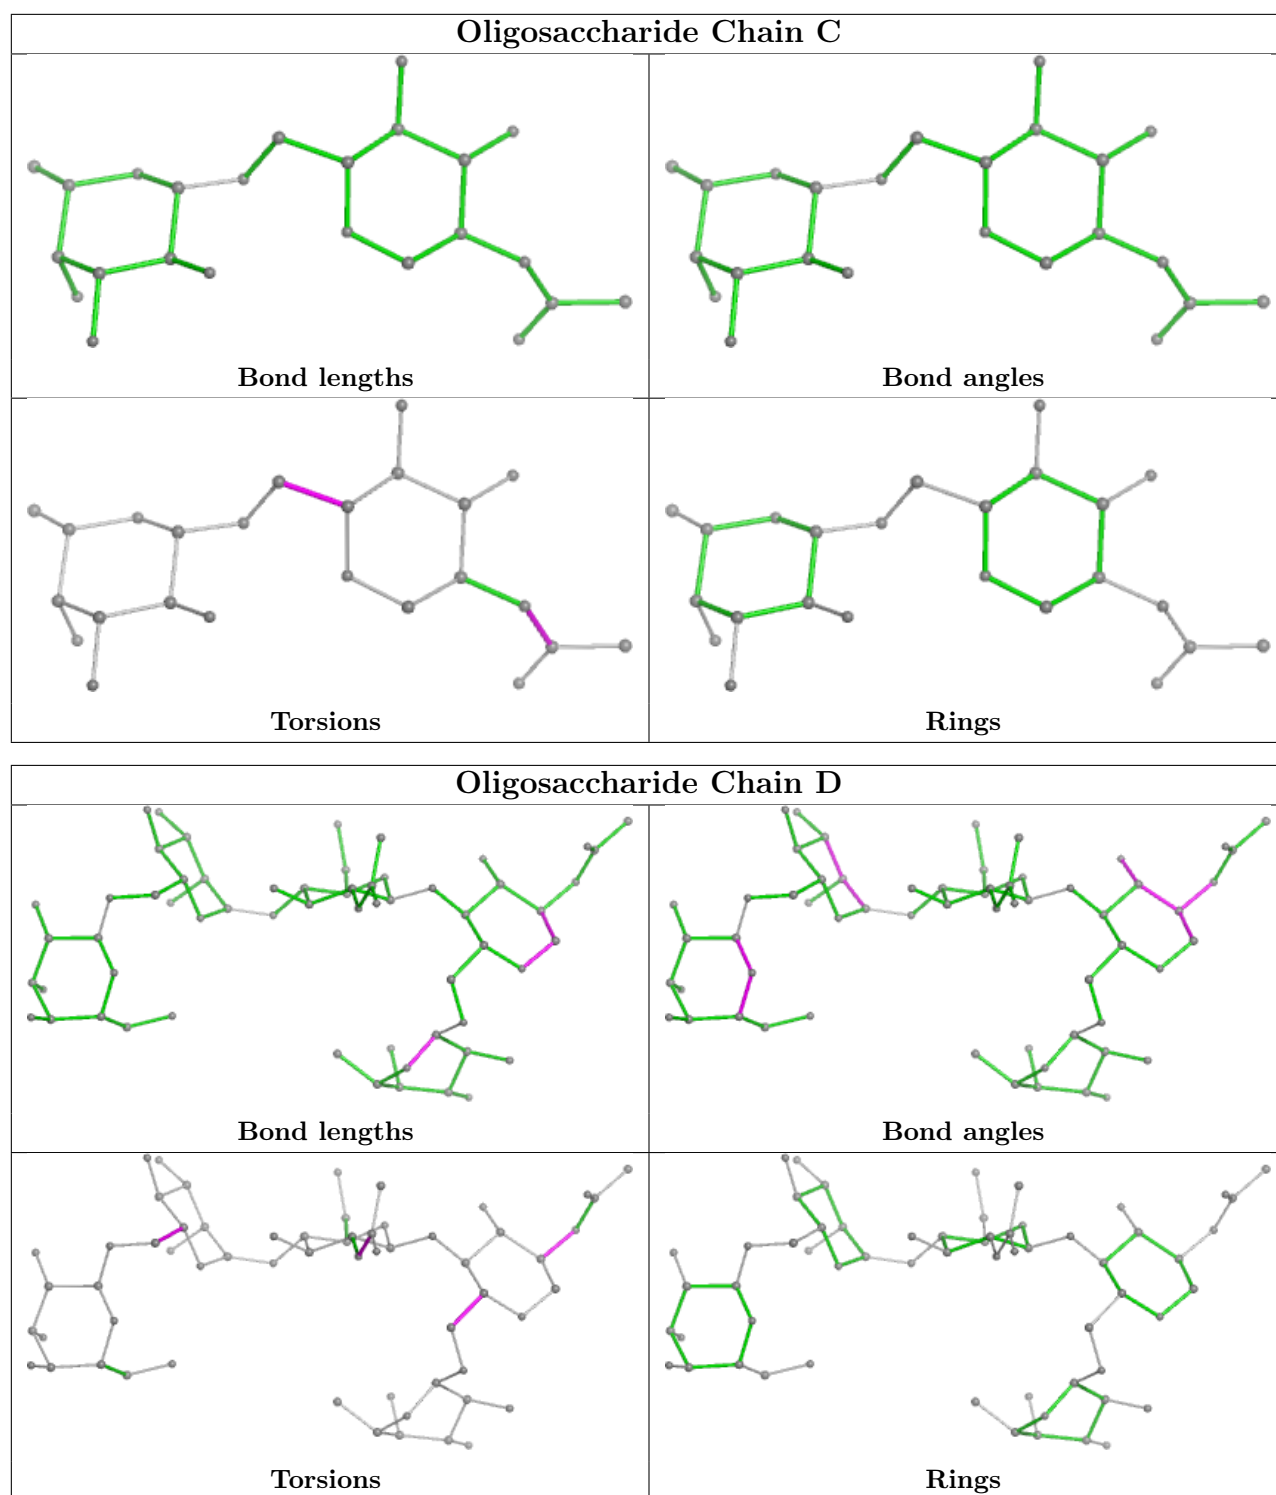 Oligosaccharide Chain C
Bond lengths
Bond angles
Torsions
Rings
Oligosaccharide Chain D
Bond lengths
Bond angles
Torsions
Rings